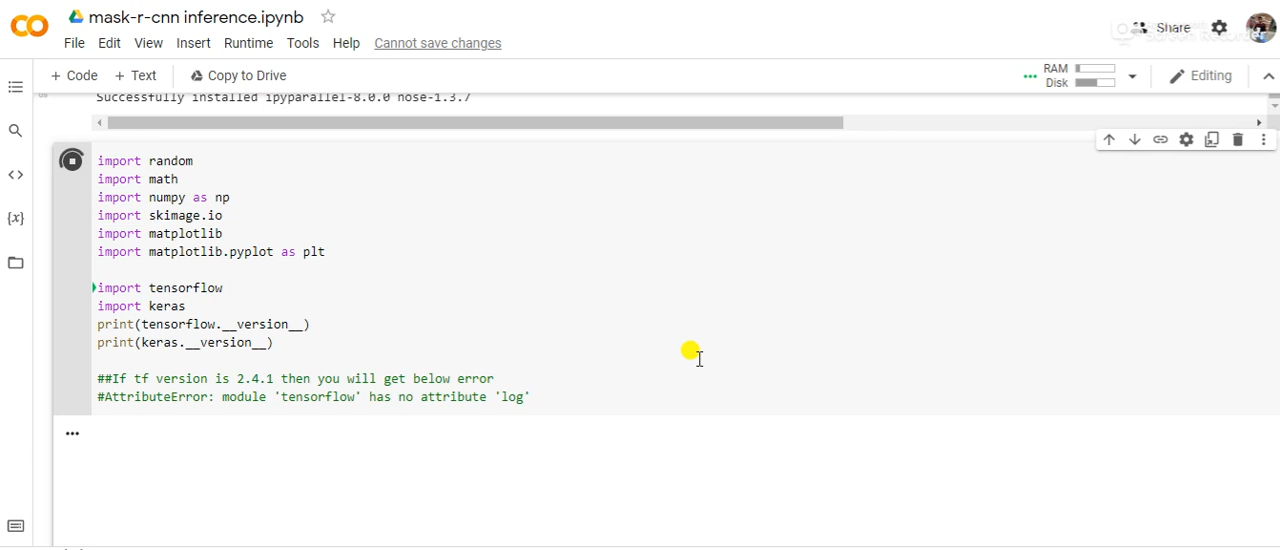 mask-r-cnn inference.ipynb
Share
File Edit View Insert Runtime Tools Help Cannot save changes
+ Code + Text Copy to Drive
RAM
Disk
Editing
Successfully installed ipyparallel-8.0.0 nose-1.3.7
import random
import math
import numpy as np
import skimage.io
import matplotlib
import matplotlib.pyplot as plt
import tensorflow
import keras
print(tensorflow.__version__)
print(keras.__version__)
##If tf version is 2.4.1 then you will get below error
#AttributeError: module 'tensorflow' has no attribute 'log'